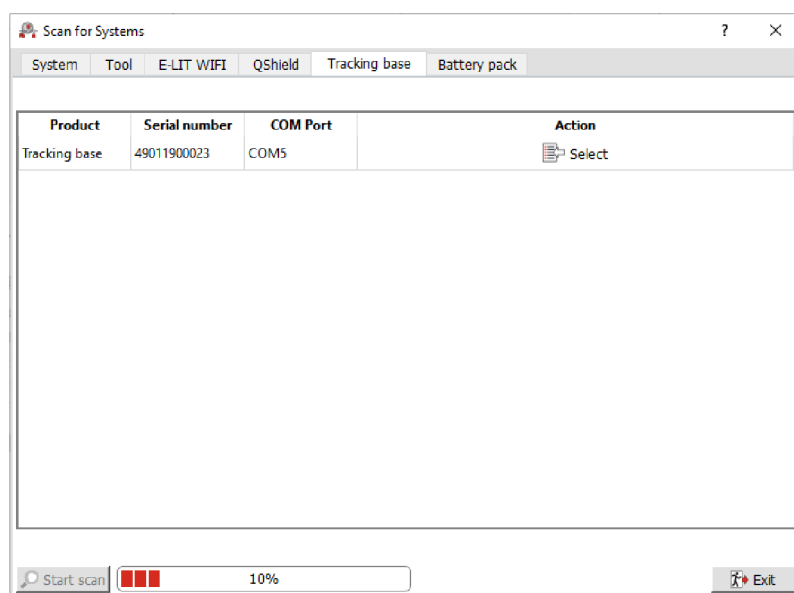 Scan for Systems
?
System Tool E-LIT WIFI QShield Tracking base Battery pack
Product Serial number COM Port Action
Tracking base 49011900023 COM5 Select
Start scan 10% Exit